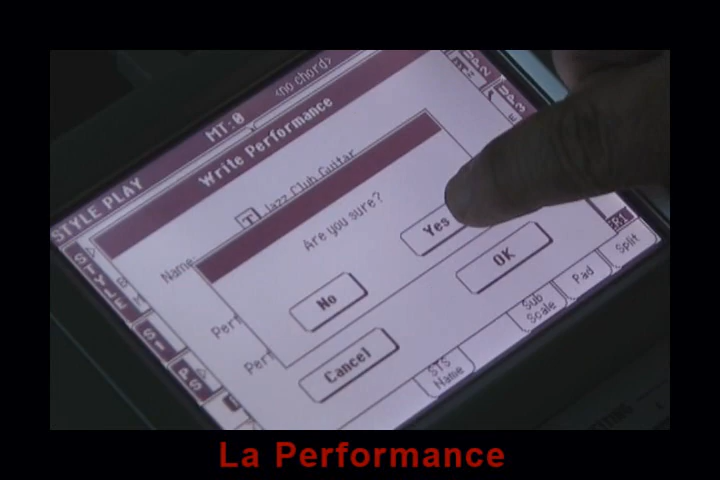 <no chord>
MT:0
STYLE PLAY
Write Performance
Name
Jazz Club Guitar
Are you sure?
Yes
OK
No
Cancel
STS
Name
Sub
Scale
Pad
Split
La Performance